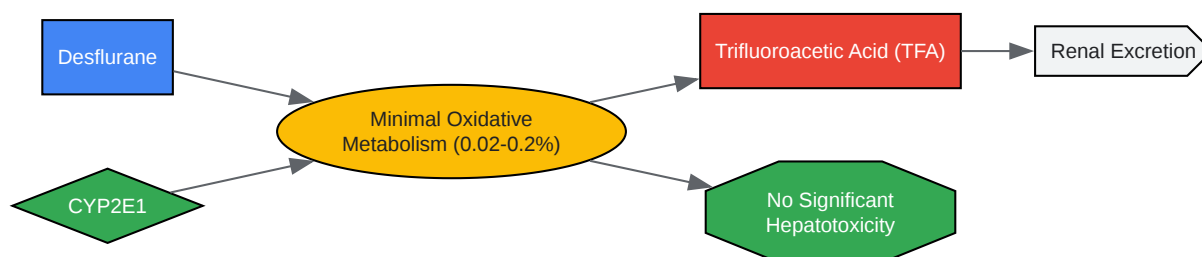 Desflurane
CYP2E1
Minimal Oxidative
Metabolism (0.02-0.2%)
Trifluoroacetic Acid (TFA)
No Significant
Hepatotoxicity
Renal Excretion